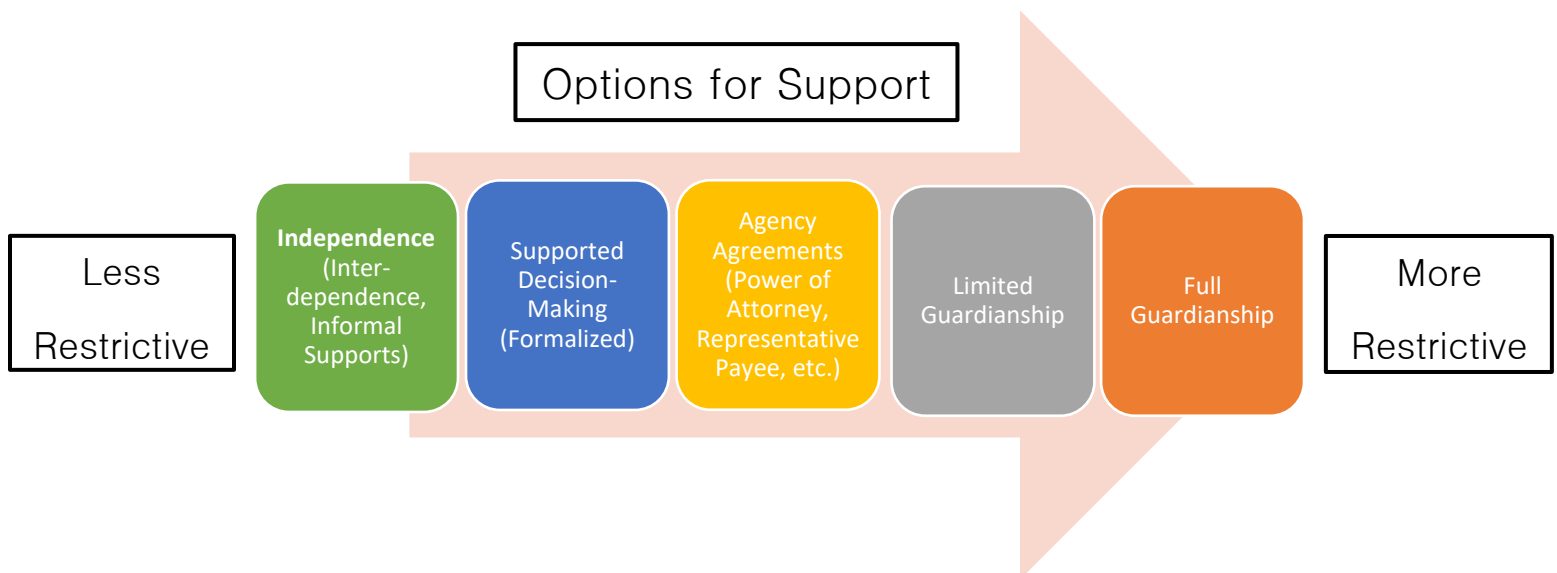 Options for Support
Less
Restrictive
Independence
(Inter-
dependence,
Informal
Supports)
Supported
Decision-
Making
(Formalized)
Agency
Agreements
(Power of
Attorney,
Representative
Payee, etc.)
Limited
Guardianship
Full
Guardianship
More
Restrictive